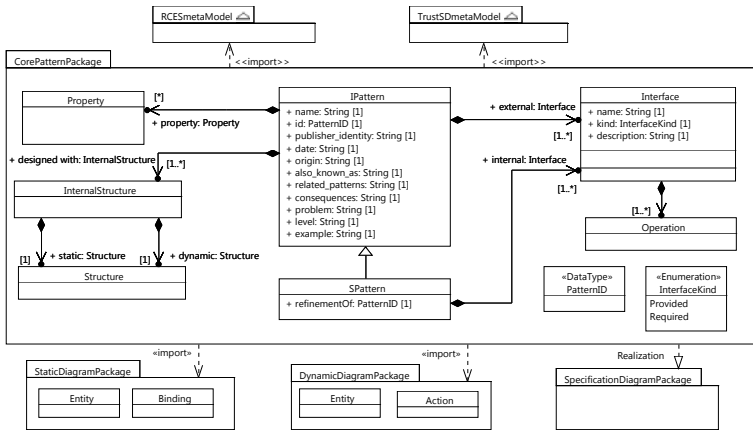 RCESmetaModel
TrustSDmetaModel
<<import>>
<<import>>
CorePatternPackage
Property
[*]
+ property: Property
IPattern
+ name: String [1]
+ id: PatternID [1]
+ publisher_identity: String [1]
+ date: String [1]
+ origin: String [1]
+ also_known_as: String [1]
+ related_patterns: String [1]
+ consequences: String [1]
+ problem: String [1]
+ level: String [1]
+ example: String [1]
+ external: Interface
[1..*]
+ internal: Interface
[1..*]
Interface
+ name: String [1]
+ kind: InterfaceKind [1]
+ description: String [1]
+ designed with: InternalStructure
[1..*]
InternalStructure
[1..*]
Operation
[1]
+ static: Structure
[1]
+ dynamic: Structure
Structure
SPattern
+ refinementOf: PatternID [1]
«DataType»
PatternID
«Enumeration»
InterfaceKind
Provided
Required
«import»
«import»
Realization
StaticDiagramPackage
Entity
Binding
DynamicDiagramPackage
Entity
Action
SpecificationDiagramPackage